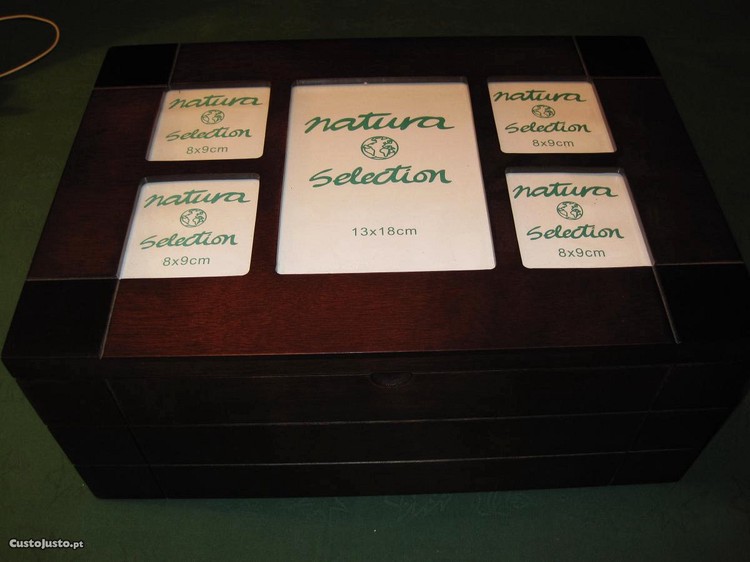 natura
Selection
8x9cm
natura
Selection
13x18cm
natura
Selection
8x9cm
natura
Selection
8x9cm
natura
Selection
8x9cm
CustoJusto.pt